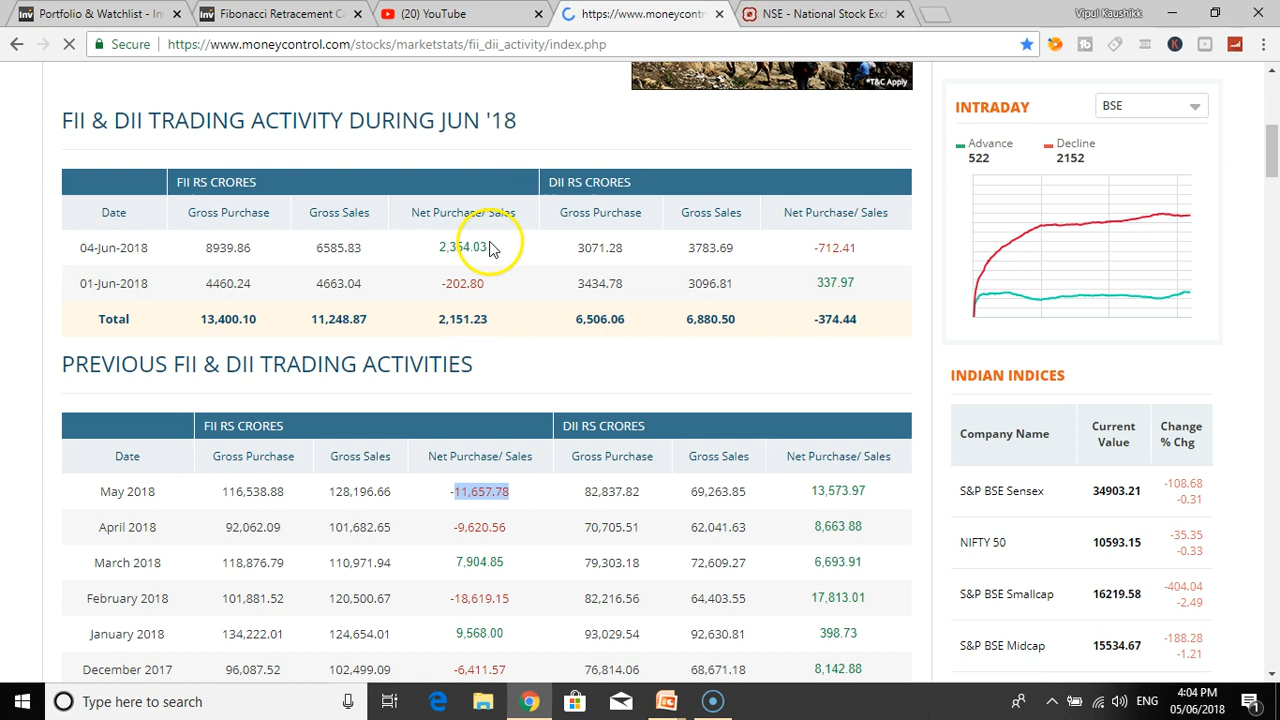 Portfolio & Watchlist - In
Fibonacci Retracement C
(20) YouTube
https://www.moneycontrol
NSE - National Stock Exch
Vipul Kaushikk
Secure
https://www.moneycontrol.com/stocks/marketstats/fii_dii_activity/index.php
*T&C Apply
FII & DII TRADING ACTIVITY DURING JUN '18
FII RS CRORES DII RS CRORES
Date Gross Purchase Gross Sales Net Purchase/ Sales Gross Purchase Gross Sales Net Purchase/ Sales
04-Jun-2018 8939.86 6585.83 2,354.03 3071.28 3783.69 -712.41
01-Jun-2018 4460.24 4663.04 -202.80 3434.78 3096.81 337.97
Total 13,400.10 11,248.87 2,151.23 6,506.06 6,880.50 -374.44
PREVIOUS FII & DII TRADING ACTIVITIES
FII RS CRORES DII RS CRORES
Date Gross Purchase Gross Sales Net Purchase/ Sales Gross Purchase Gross Sales Net Purchase/ Sales
May 2018 116,538.88 128,196.66 -11,657.78 82,837.82 69,263.85 13,573.97
April 2018 92,062.09 101,682.65 -9,620.56 70,705.51 62,041.63 8,663.88
March 2018 118,876.79 110,971.94 7,904.85 79,303.18 72,609.27 6,693.91
February 2018 101,881.52 120,500.67 -18,619.15 82,216.56 64,403.55 17,813.01
January 2018 134,222.01 124,654.01 9,568.00 93,029.54 92,630.81 398.73
December 2017 96,087.52 102,499.09 -6,411.57 76,814.06 68,671.18 8,142.88
INTRADAY BSE
Advance Decline
522 2152
INDIAN INDICES
Company Name Current Value Change % Chg
S&P BSE Sensex 34903.21 -108.68 -0.31
NIFTY 50 10593.15 -35.35 -0.33
S&P BSE Smallcap 16219.58 -404.04 -2.49
S&P BSE Midcap 15534.67 -188.28 -1.21
Type here to search
ENG
4:04 PM
05/06/2018